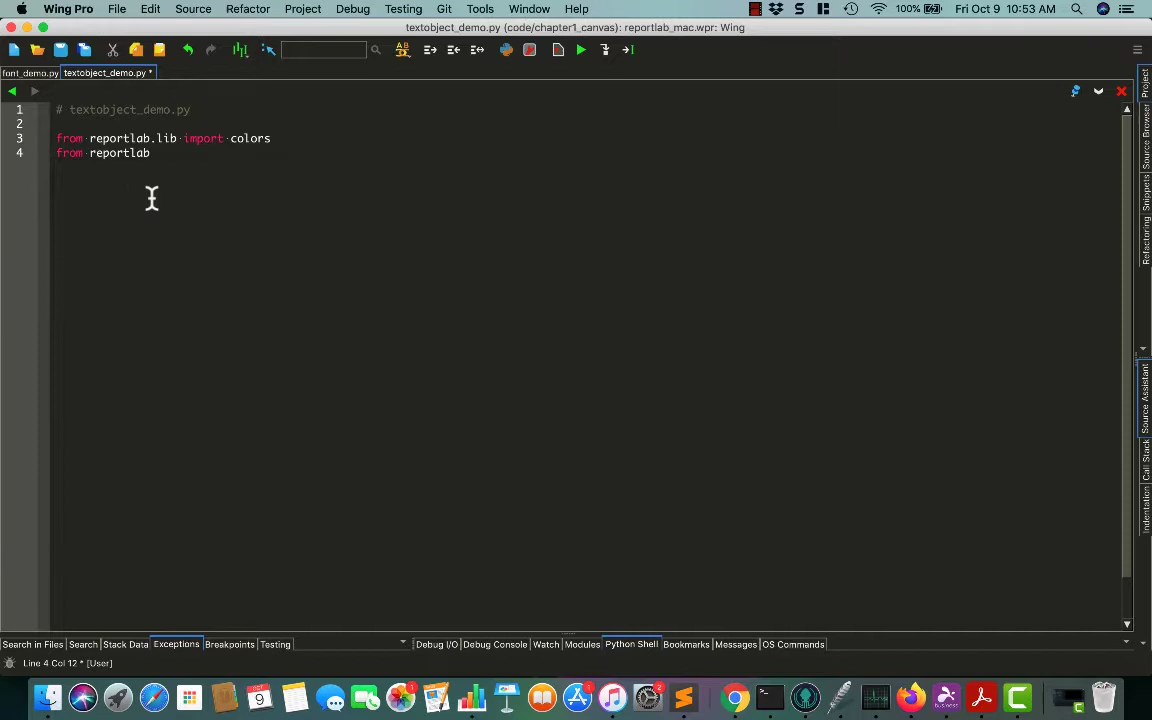 Wing Pro File Edit Source Refactor Project Debug Testing Git Tools Window Help 100% Fri Oct 9 10:53 AM
textobject_demo.py (code/chapter1_canvas): reportlab_mac.wpr: Wing
font_demo.py textobject_demo.py *
1 # textobject_demo.py
2
3 from reportlab.lib import colors
4 from reportlab
Project
Source Browser
Snippets
Refactoring
Source Assistant
Call Stack
Indentation
Search in Files Search Stack Data Exceptions Breakpoints Testing Debug I/O Debug Console Watch Modules Python Shell Bookmarks Messages OS Commands
Line 4 Col 12 * [User]